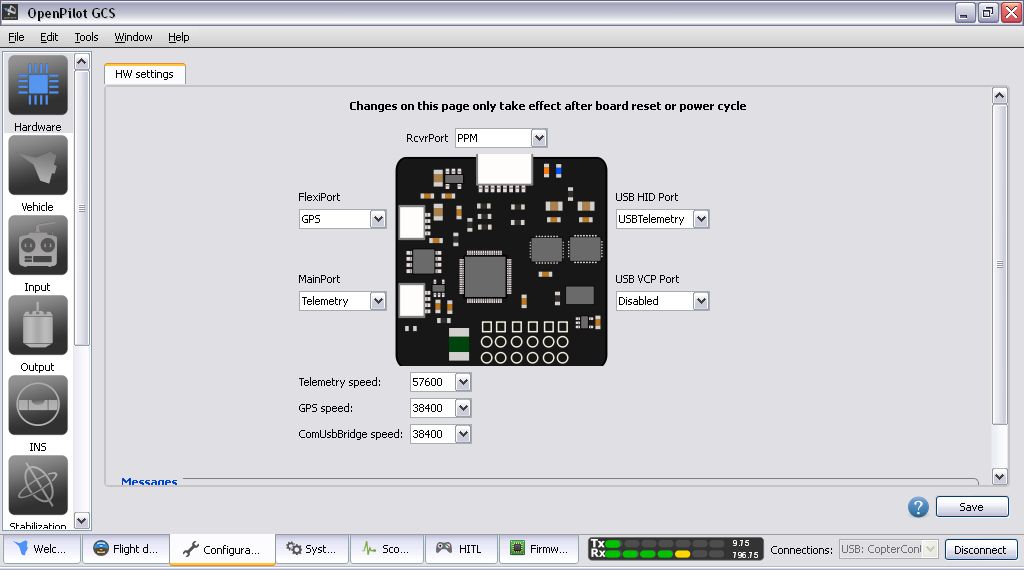 OpenPilot GCS
File Edit Tools Window Help
HW settings
Changes on this page only take effect after board reset or power cycle
RcvrPort PPM
FlexiPort
GPS
USB HID Port
USBTelemetry
MainPort
Telemetry
USB VCP Port
Disabled
Telemetry speed: 57600
GPS speed: 38400
ComUsbBridge speed: 38400
Messages
Hardware
Vehicle
Input
Output
INS
Stabilization
? Save
Welc... Flight d... Configura... Syst... Sco... HITL Firmw...
Tx 9.75
Rx 796.75
Connections: USB: CopterCont Disconnect